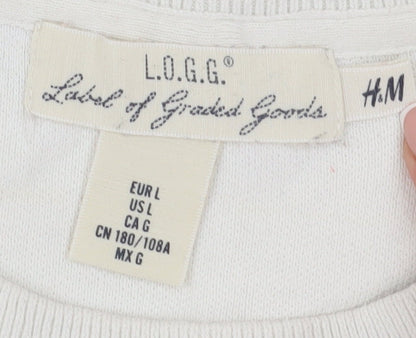 L.O.G.G.®
Label of Graded Goods
H&M
EUR L
US L
CA G
CN 180/108A
MX G